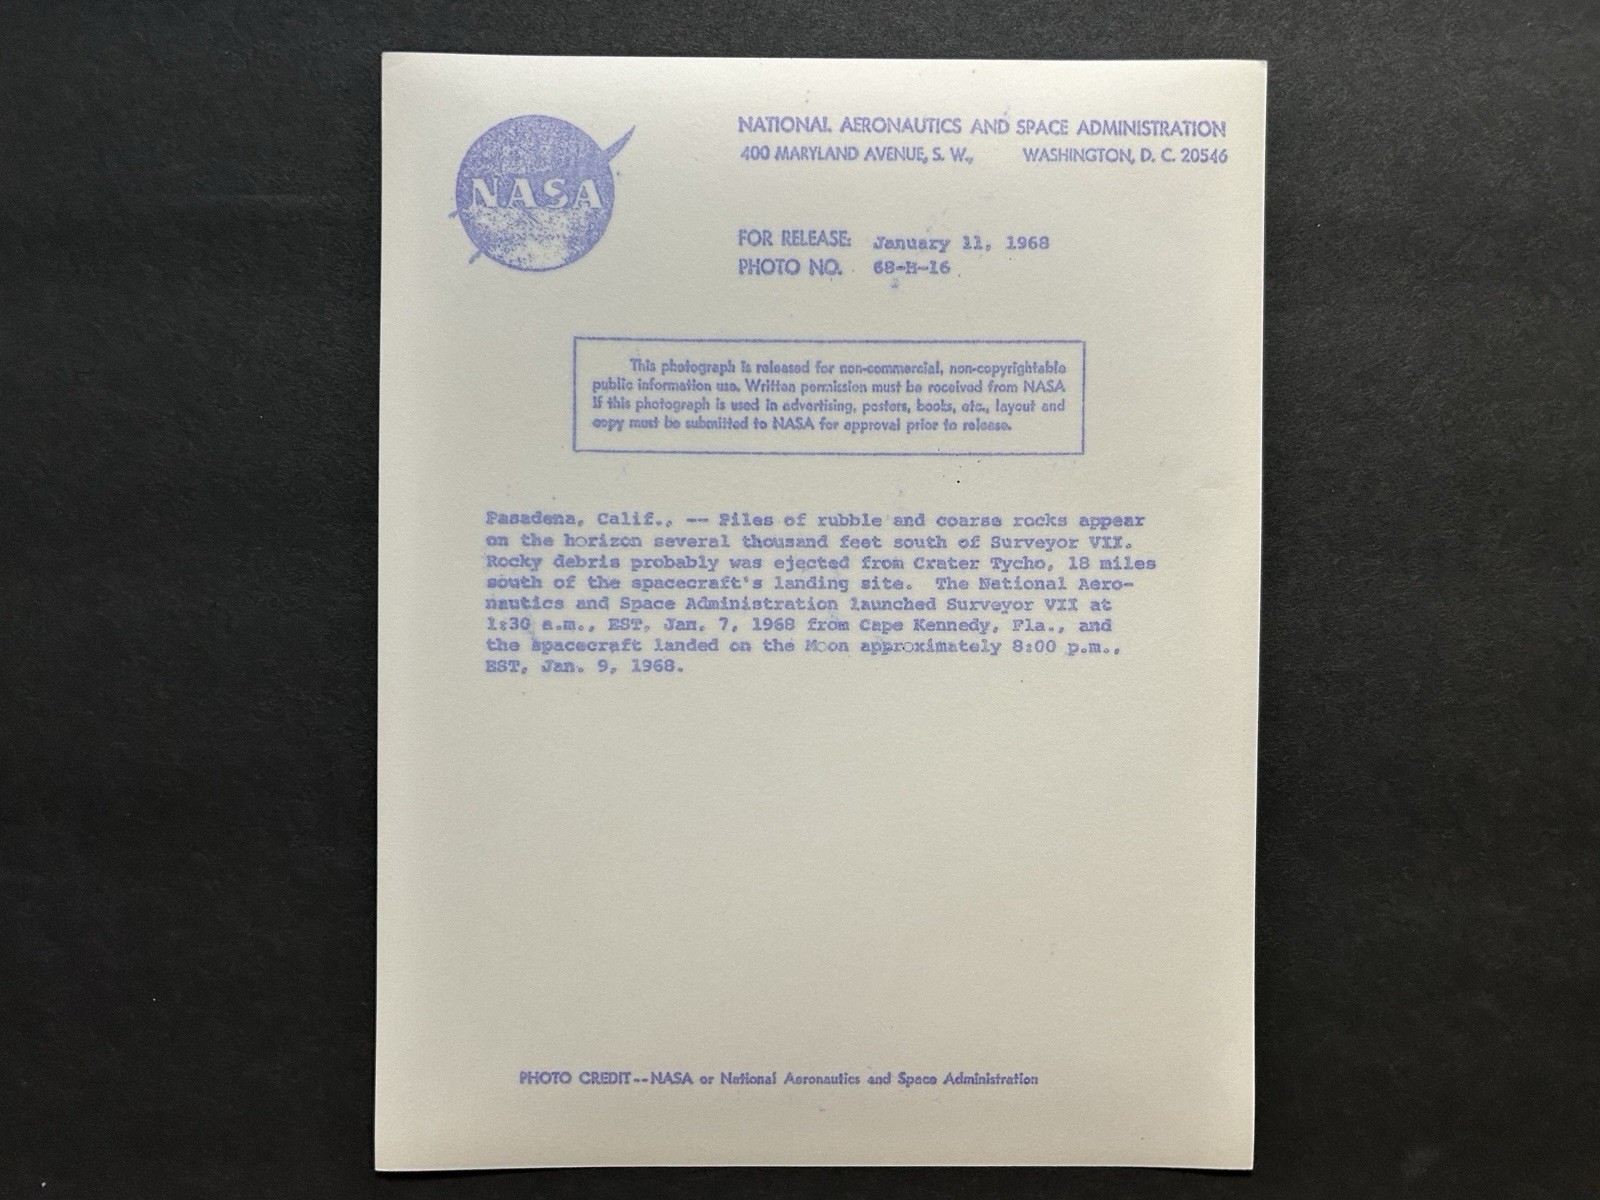 NASA
NATIONAL AERONAUTICS AND SPACE ADMINISTRATION
400 MARYLAND AVENUE, S. W., WASHINGTON, D. C. 20546
FOR RELEASE: January 11, 1968
PHOTO NO. 68-H-16
This photograph is released for non-commercial, non-copyrightable
public information use. Written permission must be received from NASA
if this photograph is used in advertising, posters, books, etc., layout and
copy must be submitted to NASA for approval prior to release.
Pasadena, Calif., -- Piles of rubble and coarse rocks appear
on the horizon several thousand feet south of Surveyor VII.
Rocky debris probably was ejected from Crater Tycho, 18 miles
south of the spacecraft's landing site. The National Aero-
nautics and Space Administration launched Surveyor VII at
1:30 a.m., EST, Jan. 7, 1968 from Cape Kennedy, Fla., and
the spacecraft landed on the Moon approximately 8:00 p.m.,
EST, Jan. 9, 1968.
PHOTO CREDIT--NASA or National Aeronautics and Space Administration